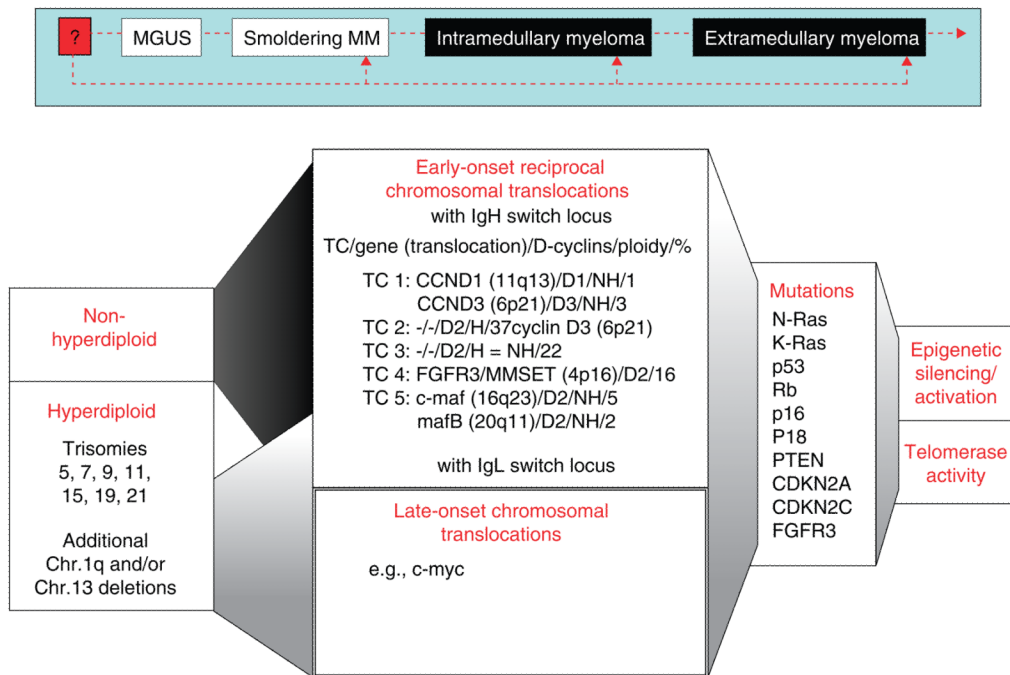 ?
MGUS
Smoldering MM
Intramedullary myeloma
Extramedullary myeloma
Non-
hyperdiploid
Hyperdiploid
Trisomies
5, 7, 9, 11,
15, 19, 21
Additional
Chr.1q and/or
Chr.13 deletions
Early-onset reciprocal
chromosomal translocations
with IgH switch locus
TC/gene (translocation)/D-cyclins/ploidy/%
TC 1: CCND1 (11q13)/D1/NH/1
CCND3 (6p21)/D3/NH/3
TC 2: -/-/D2/H/37cyclin D3 (6p21)
TC 3: -/-/D2/H = NH/22
TC 4: FGFR3/MMSET (4p16)/D2/16
TC 5: c-maf (16q23)/D2/NH/5
mafB (20q11)/D2/NH/2
with IgL switch locus
Late-onset chromosomal
translocations
e.g., c-myc
Mutations
N-Ras
K-Ras
p53
Rb
p16
P18
PTEN
CDKN2A
CDKN2C
FGFR3
Epigenetic
silencing/
activation
Telomerase
activity